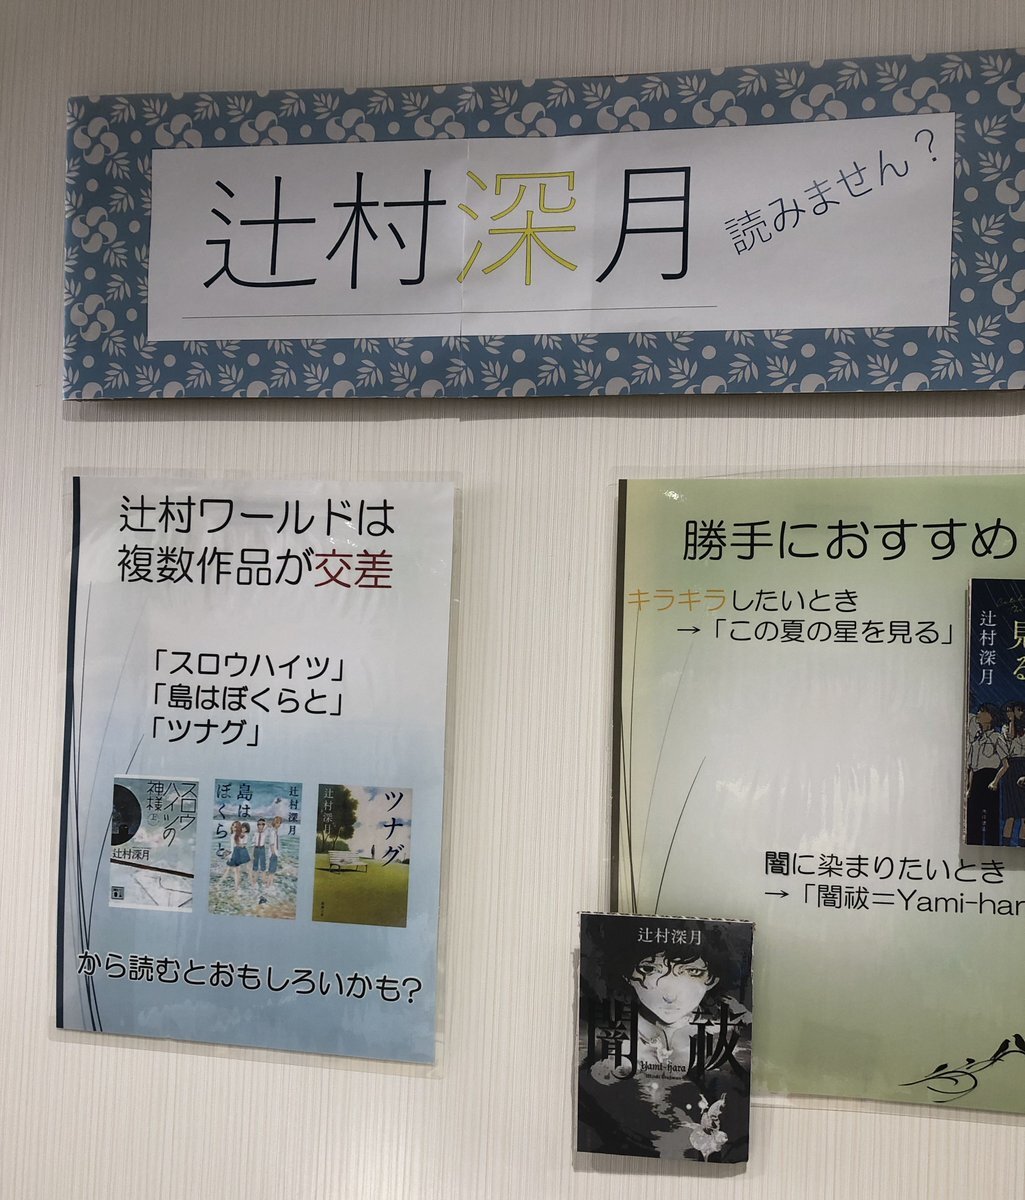 辻村深月
読みません？
辻村ワールドは
複数作品が交差
「スロウハイツ」
「島はぼくらと」
「ツナグ」
スロウ
ハイツの
神様
上
辻村深月
島は
ぼくらと
辻村深月
ツナグ
辻村深月
から読むとおもしろいかも?
勝手におすすめ
キラキラしたいとき
→「この夏の星を見る」
見る
辻村深月
闇に染まりたいとき
→「闇祓＝Yami-har
辻村深月
闇祓
Yami-hara